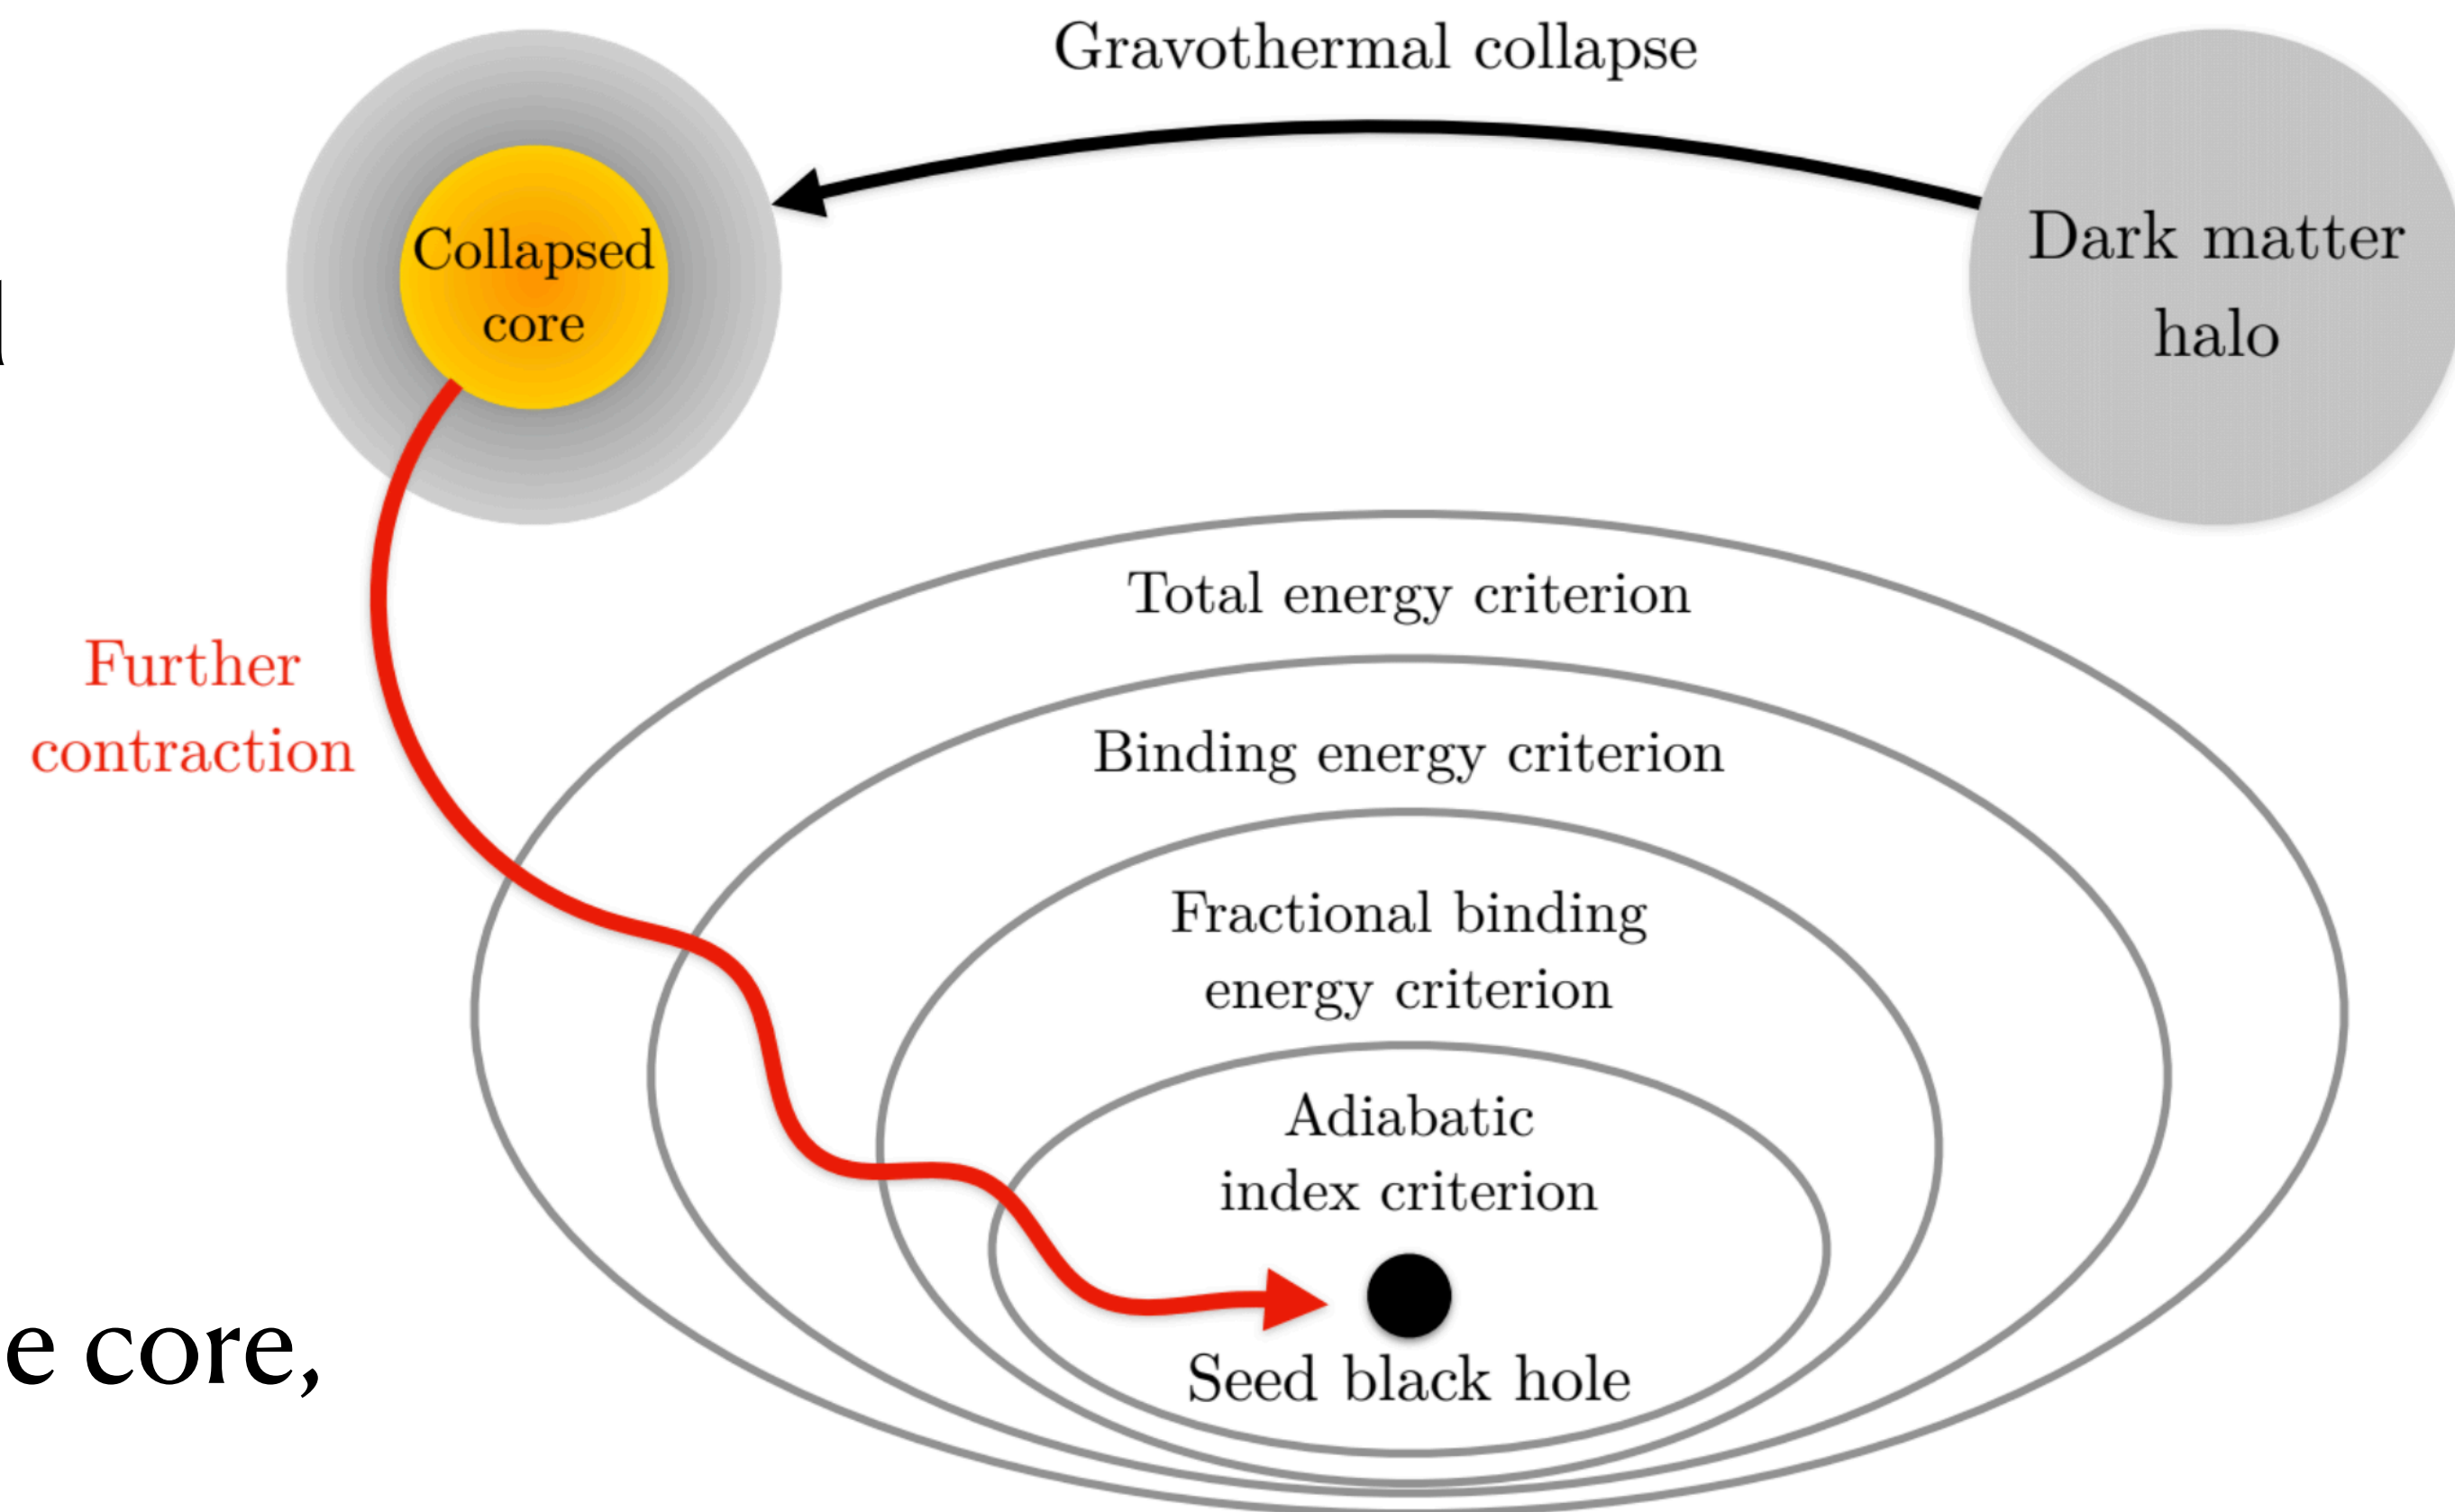 Gravothermal collapse
Collapsed
core
Dark matter
halo
Further
contraction
Total energy criterion
Binding energy criterion
Fractional binding
energy criterion
Adiabatic
index criterion
Seed black hole
e core,